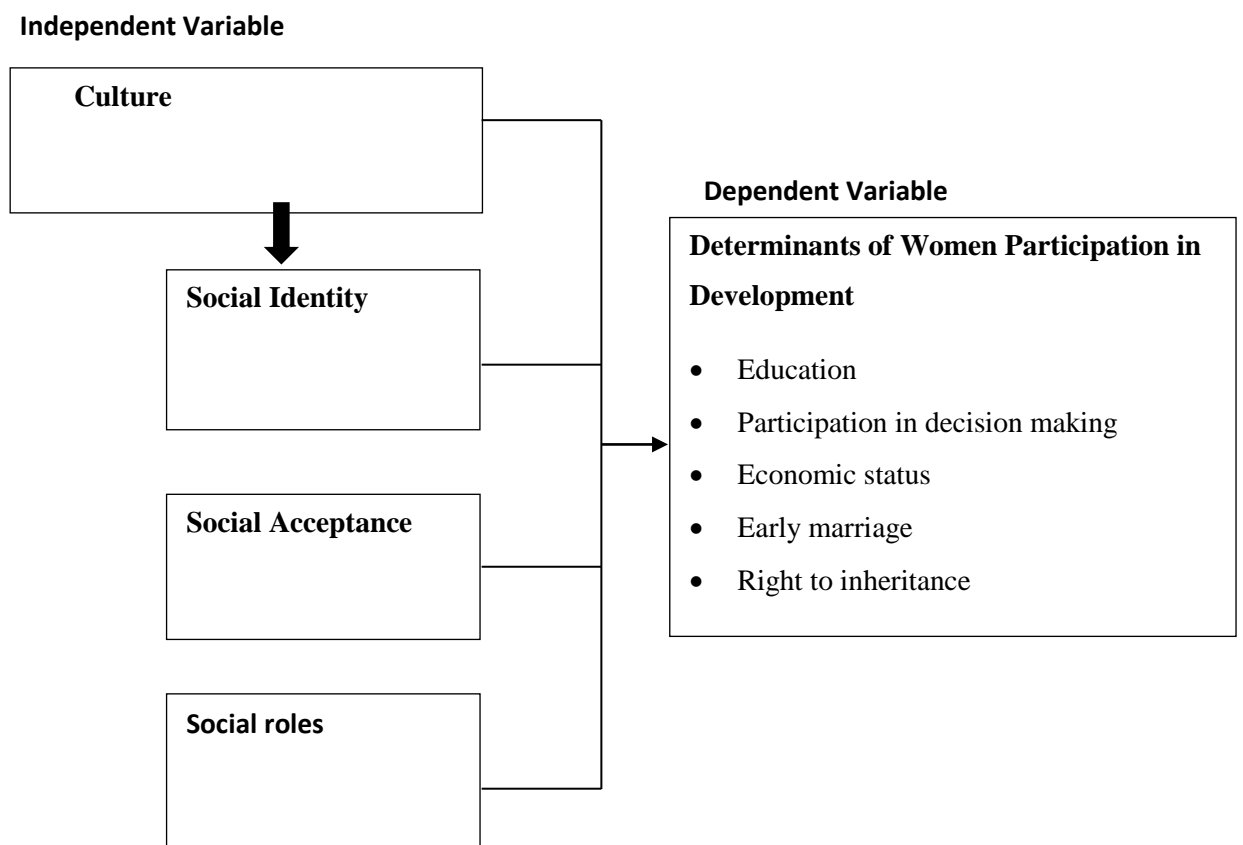 Independent Variable
Culture
Social Identity
Social Acceptance
Social roles
Dependent Variable
Determinants of Women Participation in
Development
• Education
• Participation in decision making
• Economic status
• Early marriage
• Right to inheritance